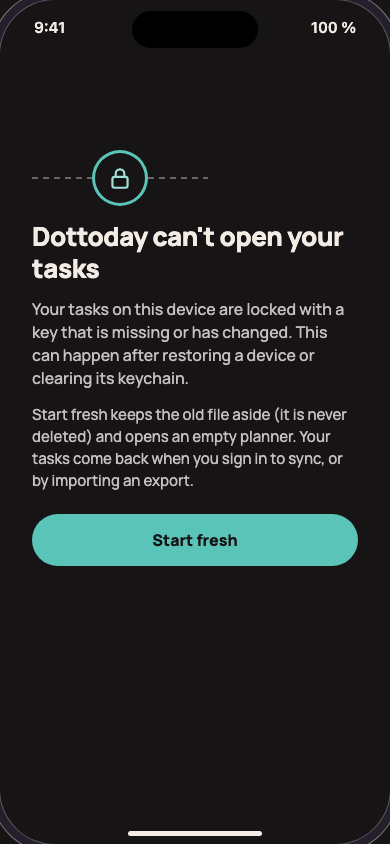 9:41
100 %
Dottoday can't open your
tasks
Your tasks on this device are locked with a
key that is missing or has changed. This
can happen after restoring a device or
clearing its keychain.
Start fresh keeps the old file aside (it is never
deleted) and opens an empty planner. Your
tasks come back when you sign in to sync, or
by importing an export.
Start fresh